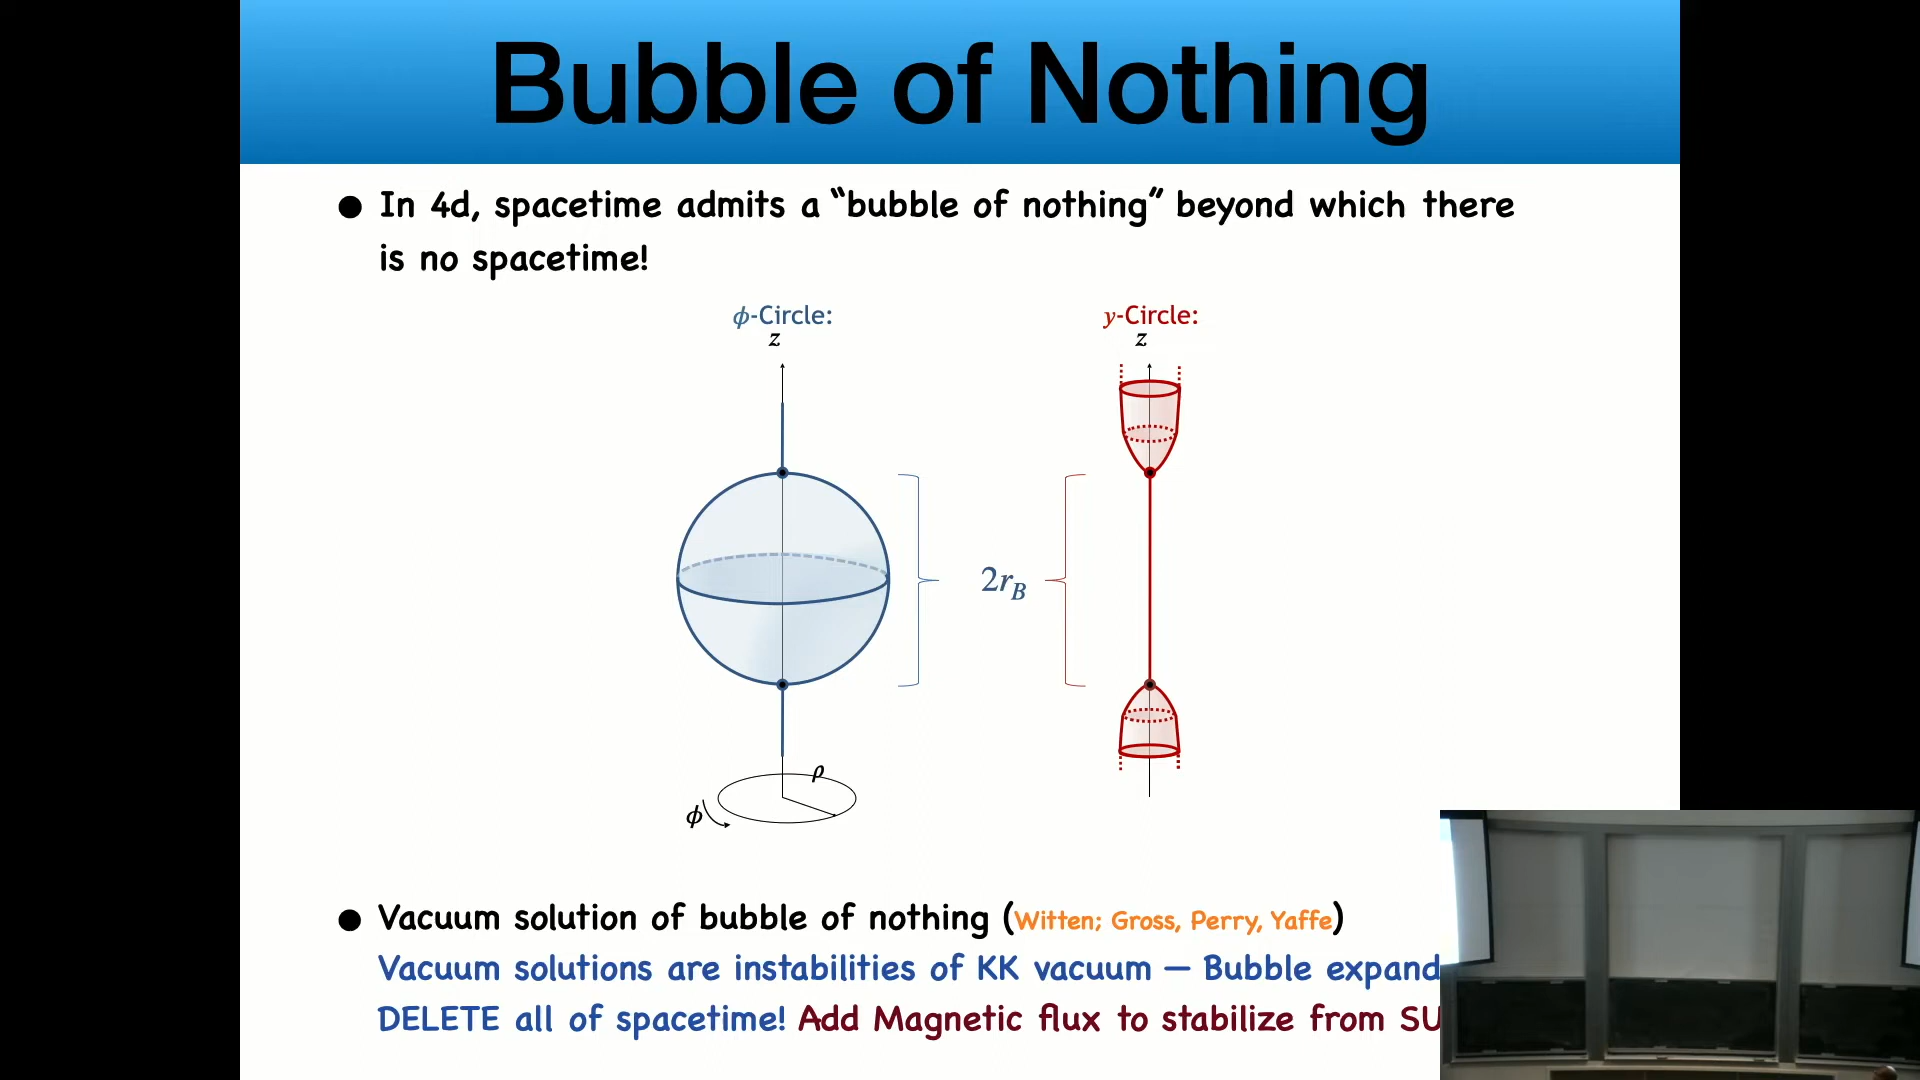 Bubble of Nothing
● In 4d, spacetime admits a “bubble of nothing” beyond which there
is no spacetime!
ϕ-Circle:
z
y-Circle:
z
2r_B
ρ
ϕ
● Vacuum solution of bubble of nothing (Witten; Gross, Perry, Yaffe)
Vacuum solutions are instabilities of KK vacuum — Bubble expand
DELETE all of spacetime! Add Magnetic flux to stabilize from SU